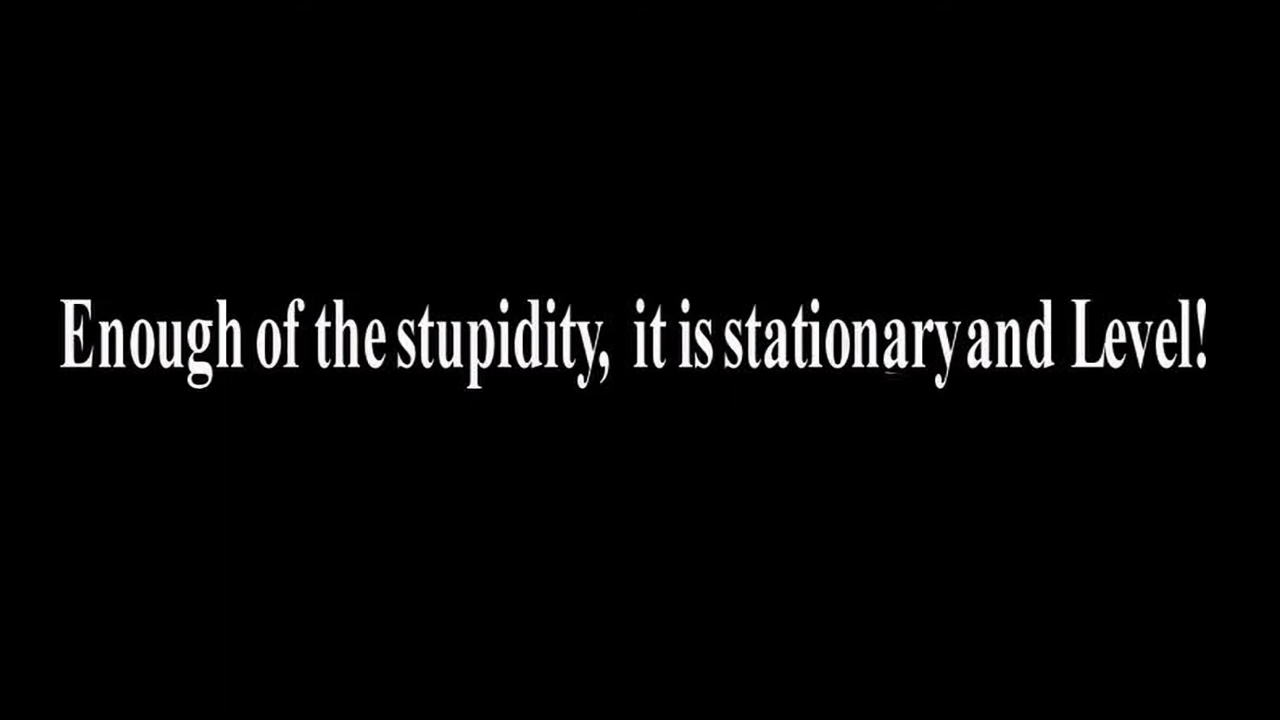 Enough of the stupidity, it is stationary and Level!